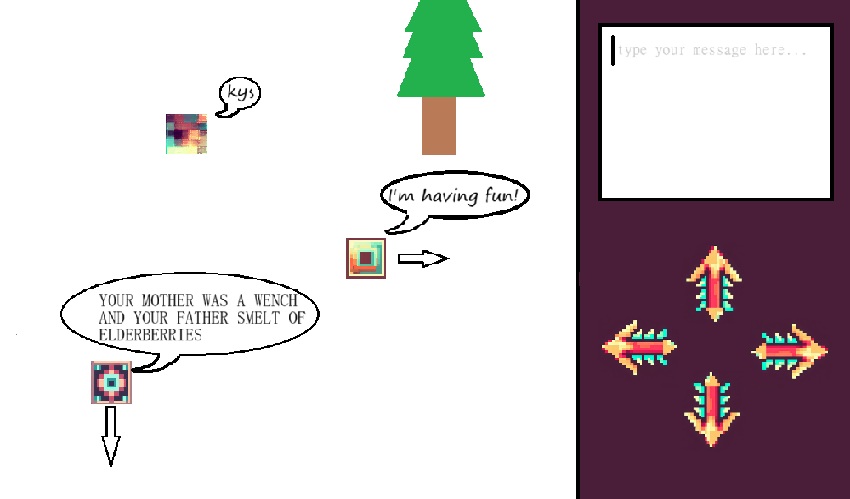 type your message here...
kys
I'm having fun!
YOUR MOTHER WAS A WENCH
AND YOUR FATHER SMELT OF
ELDERBERRIES